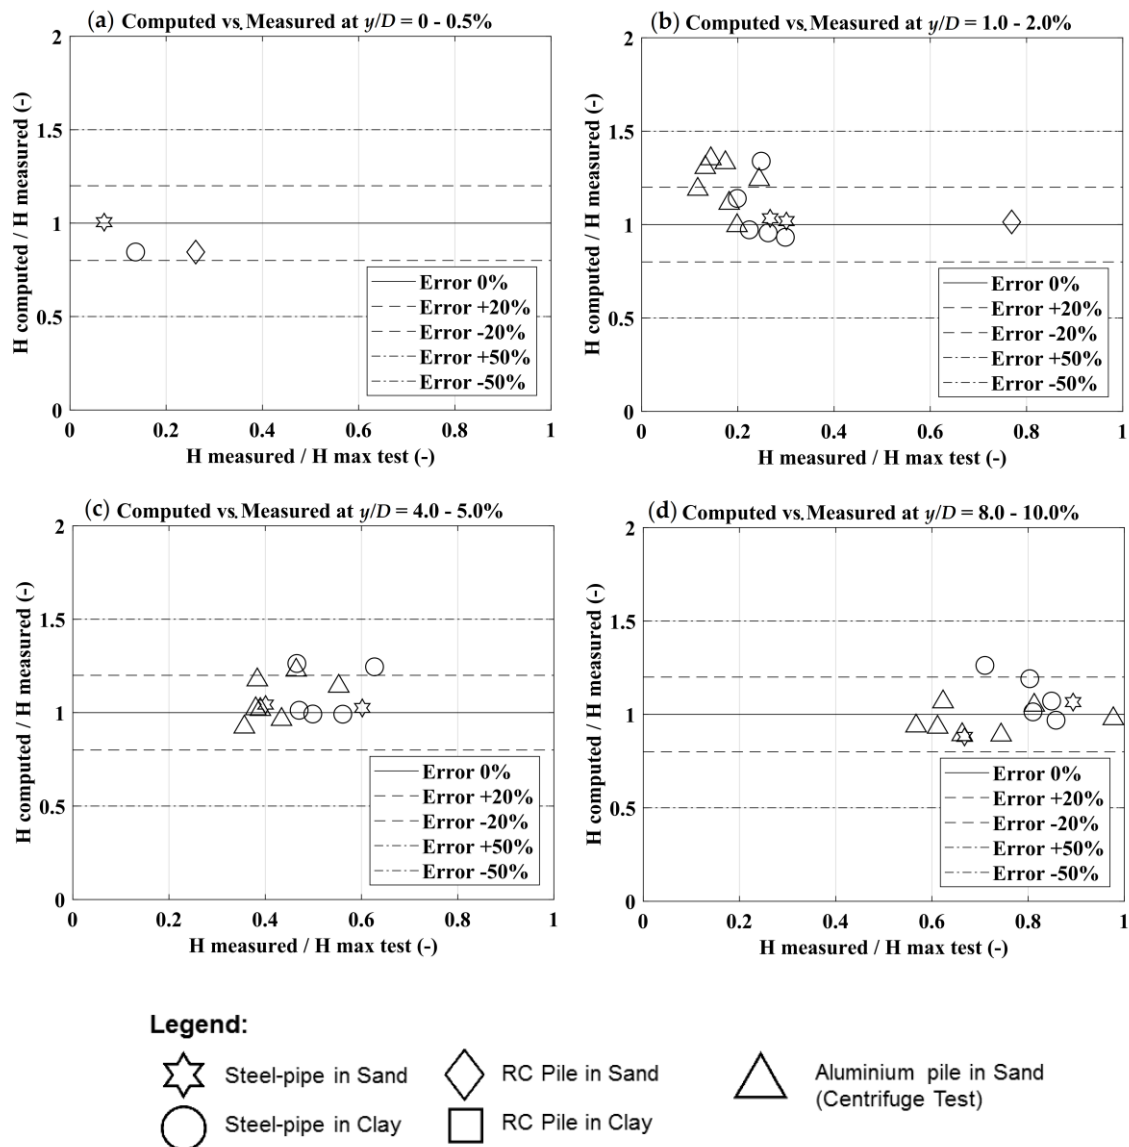 (a) Computed vs. Measured at y/D = 0 - 0.5%
2
1.5
1
0.5
0
H computed / H measured (-)
Error 0%
Error +20%
Error -20%
Error +50%
Error -50%
0 0.2 0.4 0.6 0.8 1
H measured / H max test (-)
(b) Computed vs. Measured at y/D = 1.0 - 2.0%
2
1.5
1
0.5
0
H computed / H measured (-)
Error 0%
Error +20%
Error -20%
Error +50%
Error -50%
0 0.2 0.4 0.6 0.8 1
H measured / H max test (-)
(c) Computed vs. Measured at y/D = 4.0 - 5.0%
2
1.5
1
0.5
0
H computed / H measured (-)
Error 0%
Error +20%
Error -20%
Error +50%
Error -50%
0 0.2 0.4 0.6 0.8 1
H measured / H max test (-)
(d) Computed vs. Measured at y/D = 8.0 - 10.0%
2
1.5
1
0.5
0
H computed / H measured (-)
Error 0%
Error +20%
Error -20%
Error +50%
Error -50%
0 0.2 0.4 0.6 0.8 1
H measured / H max test (-)
Legend:
Steel-pipe in Sand
RC Pile in Sand
Aluminium pile in Sand
(Centrifuge Test)
Steel-pipe in Clay
RC Pile in Clay